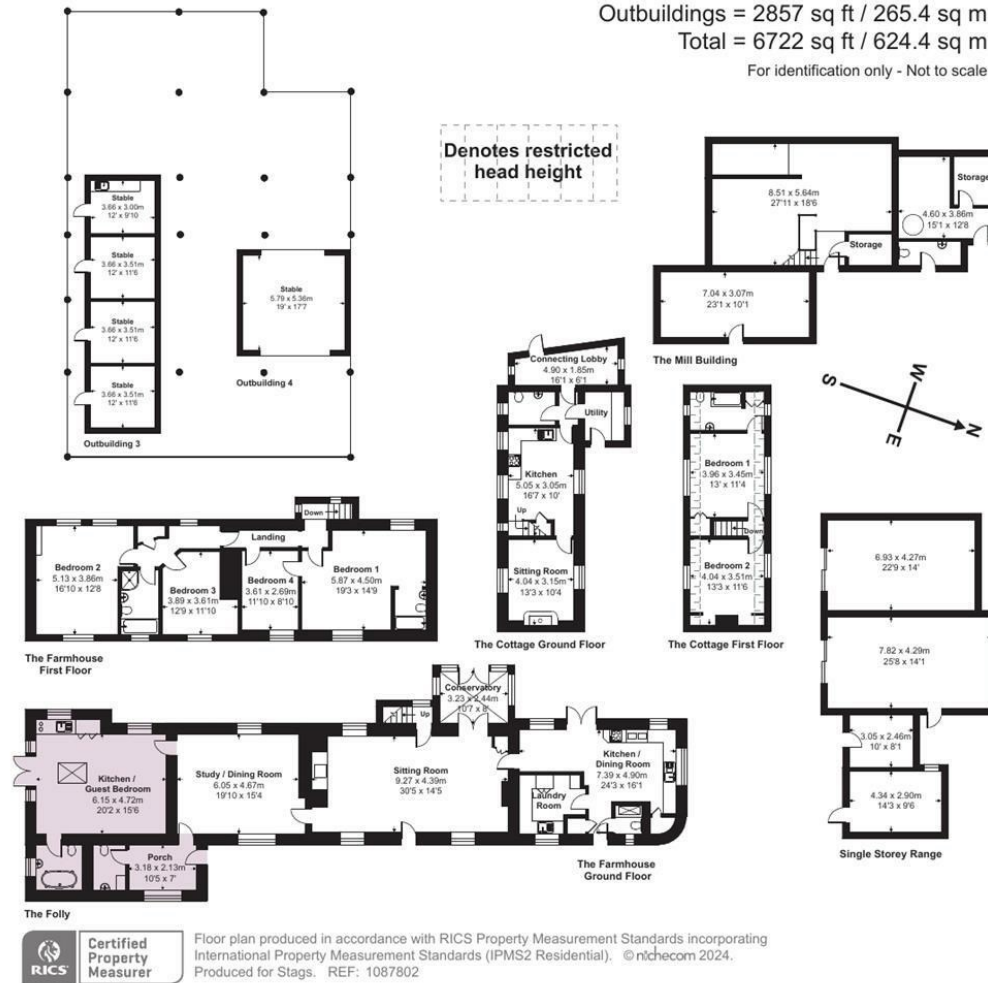 Outbuildings = 2857 sq ft / 265.4 sq m
Total = 6722 sq ft / 624.4 sq m
For identification only - Not to scale
Denotes restricted
head height
Stable
3.66 x 3.00m
12' x 9'10
Stable
3.66 x 3.51m
12' x 11'6
Stable
3.66 x 3.51m
12' x 11'6
Stable
3.66 x 3.51m
12' x 11'6
Outbuilding 3
Stable
5.79 x 5.36m
19' x 17'7
Outbuilding 4
8.51 x 5.64m
27'11 x 18'6
Storage
Storage
4.60 x 3.86m
15'1 x 12'8
7.04 x 3.07m
23'1 x 10'1
The Mill Building
S
W
E
N
Connecting Lobby
4.90 x 1.85m
16'1 x 6'1
Utility
Kitchen
5.05 x 3.05m
16'7 x 10'
Up
Sitting Room
4.04 x 3.15m
13'3 x 10'4
The Cottage Ground Floor
Bedroom 1
3.96 x 3.45m
13' x 11'4
Down
Bedroom 2
4.04 x 3.51m
13'3 x 11'6
The Cottage First Floor
Down
Landing
Bedroom 2
5.13 x 3.86m
16'10 x 12'8
Bedroom 3
3.89 x 3.61m
12'9 x 11'10
Bedroom 4
3.61 x 2.69m
11'10 x 8'10
Bedroom 1
5.87 x 4.50m
19'3 x 14'9
The Farmhouse
First Floor
6.93 x 4.27m
22'9 x 14'
7.82 x 4.29m
25'8 x 14'1
3.05 x 2.46m
10' x 8'1
4.34 x 2.90m
14'3 x 9'6
Single Storey Range
Conservatory
3.23 x 2.44m
10'7 x 8'
Up
Kitchen /
Guest Bedroom
6.15 x 4.72m
20'2 x 15'6
Study / Dining Room
6.05 x 4.67m
19'10 x 15'4
Sitting Room
9.27 x 4.39m
30'5 x 14'5
Kitchen /
Dining Room
7.39 x 4.90m
24'3 x 16'1
Laundry
Room
Porch
3.18 x 2.13m
10'5 x 7'
The Farmhouse
Ground Floor
The Folly
RICS
Certified
Property
Measurer
Floor plan produced in accordance with RICS Property Measurement Standards incorporating
International Property Measurement Standards (IPMS2 Residential). © nichecom 2024.
Produced for Stags. REF: 1087802